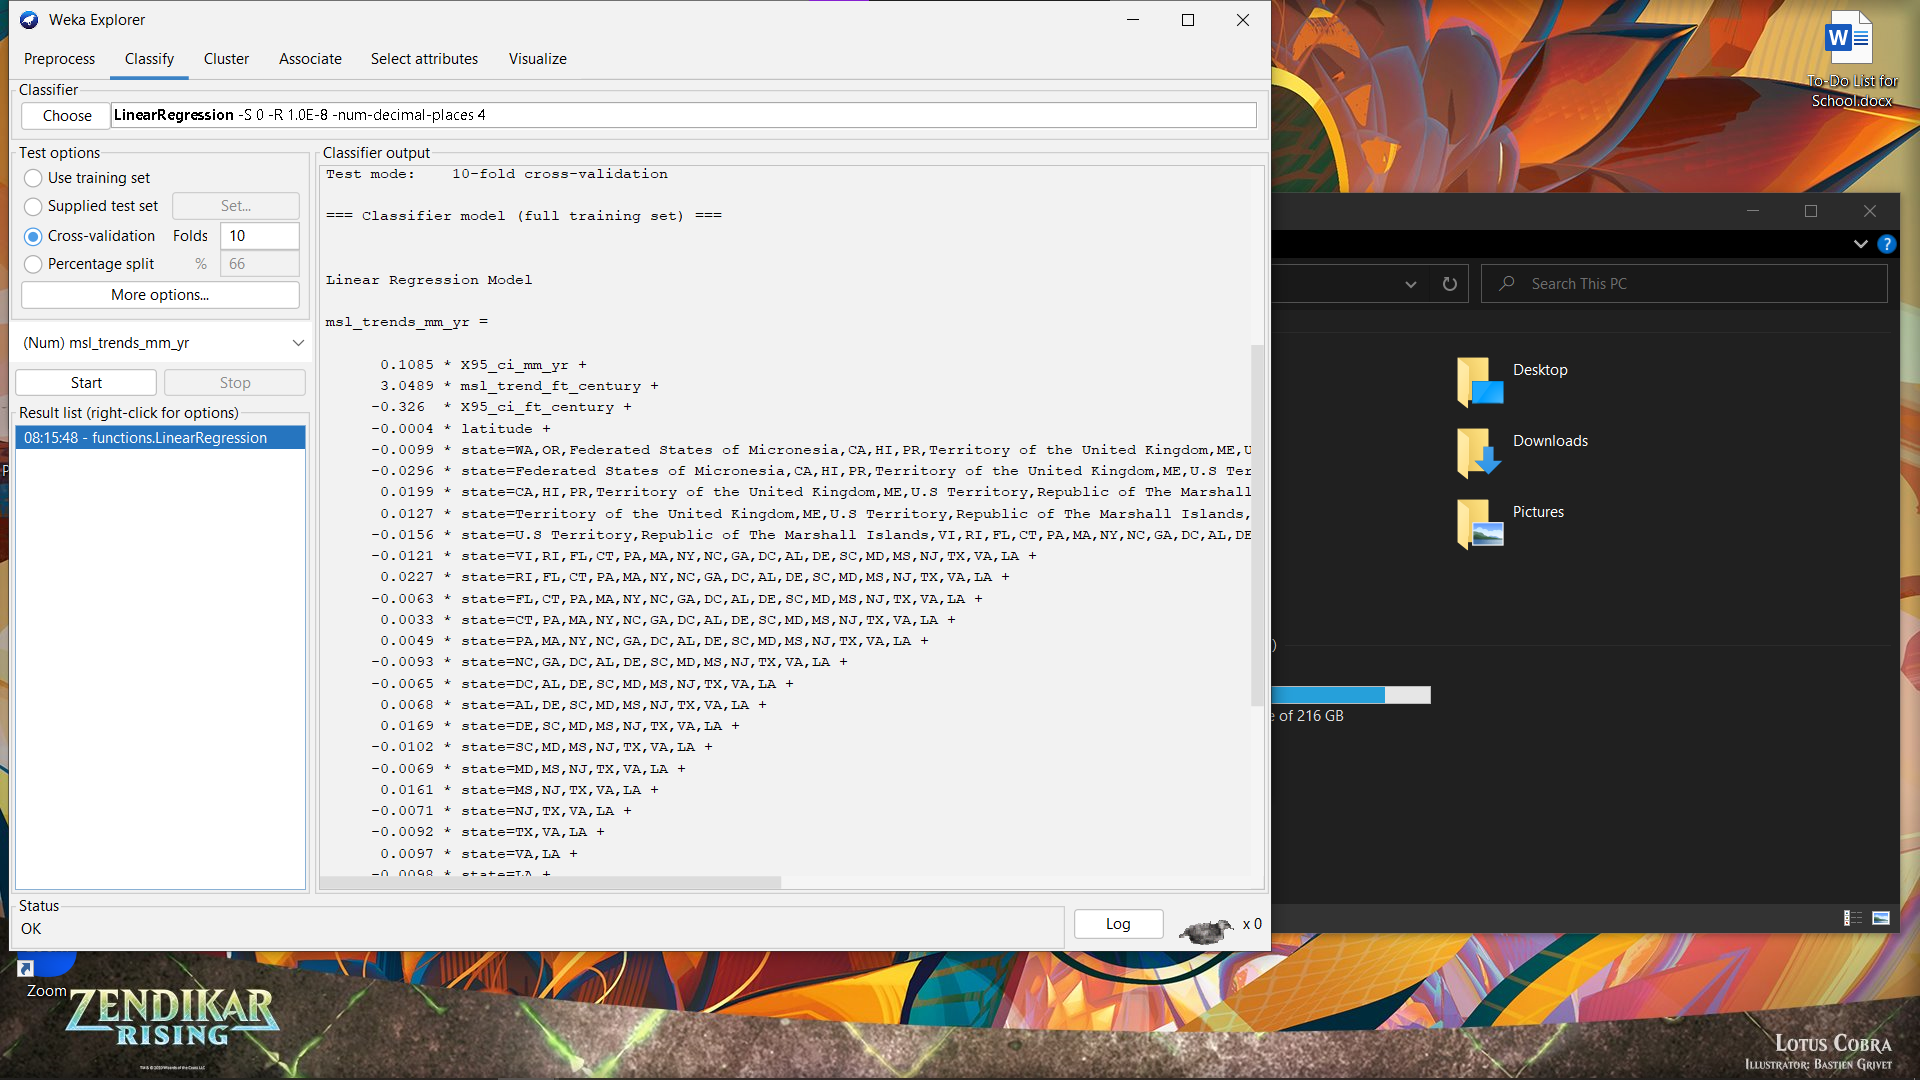 Weka Explorer
Preprocess
Classify
Cluster
Associate
Select attributes
Visualize
Classifier
Choose
LinearRegression -S 0 -R 1.0E-8 -num-decimal-places 4
Test options
Use training set
Supplied test set
Set...
Cross-validation
Folds
10
Percentage split
%
66
More options...
(Num) msl_trends_mm_yr
Start
Stop
Result list (right-click for options)
08:15:48 - functions.LinearRegression
Classifier output
Test mode: 10-fold cross-validation
=== Classifier model (full training set) ===
Linear Regression Model
msl_trends_mm_yr =
0.1085 * X95_ci_mm_yr +
3.0489 * msl_trend_ft_century +
-0.326 * X95_ci_ft_century +
-0.0004 * latitude +
-0.0099 * state=WA,OR,Federated States of Micronesia,CA,HI,PR,Territory of the United Kingdom,ME,U
-0.0296 * state=Federated States of Micronesia,CA,HI,PR,Territory of the United Kingdom,ME,U.S Ter
0.0199 * state=CA,HI,PR,Territory of the United Kingdom,ME,U.S Territory,Republic of The Marshall
0.0127 * state=Territory of the United Kingdom,ME,U.S Territory,Republic of The Marshall Islands,
-0.0156 * state=U.S Territory,Republic of The Marshall Islands,VI,RI,FL,CT,PA,MA,NY,NC,GA,DC,AL,DE
-0.0121 * state=VI,RI,FL,CT,PA,MA,NY,NC,GA,DC,AL,DE,SC,MD,MS,NJ,TX,VA,LA +
0.0227 * state=RI,FL,CT,PA,MA,NY,NC,GA,DC,AL,DE,SC,MD,MS,NJ,TX,VA,LA +
-0.0063 * state=FL,CT,PA,MA,NY,NC,GA,DC,AL,DE,SC,MD,MS,NJ,TX,VA,LA +
0.0033 * state=CT,PA,MA,NY,NC,GA,DC,AL,DE,SC,MD,MS,NJ,TX,VA,LA +
0.0049 * state=PA,MA,NY,NC,GA,DC,AL,DE,SC,MD,MS,NJ,TX,VA,LA +
-0.0093 * state=NC,GA,DC,AL,DE,SC,MD,MS,NJ,TX,VA,LA +
-0.0065 * state=DC,AL,DE,SC,MD,MS,NJ,TX,VA,LA +
0.0068 * state=AL,DE,SC,MD,MS,NJ,TX,VA,LA +
0.0169 * state=DE,SC,MD,MS,NJ,TX,VA,LA +
-0.0102 * state=SC,MD,MS,NJ,TX,VA,LA +
-0.0069 * state=MD,MS,NJ,TX,VA,LA +
0.0161 * state=MS,NJ,TX,VA,LA +
-0.0071 * state=NJ,TX,VA,LA +
-0.0092 * state=TX,VA,LA +
0.0097 * state=VA,LA +
-0.0098 * state=LA +
Status
OK
Log
x 0
W
To-Do List for
School.docx
?
Search This PC
Desktop
Downloads
Pictures
)
e of 216 GB
P
Zoom
ZENDIKAR
RISING
LOTUS COBRA
ILLUSTRATOR: BASTIEN GRIVET